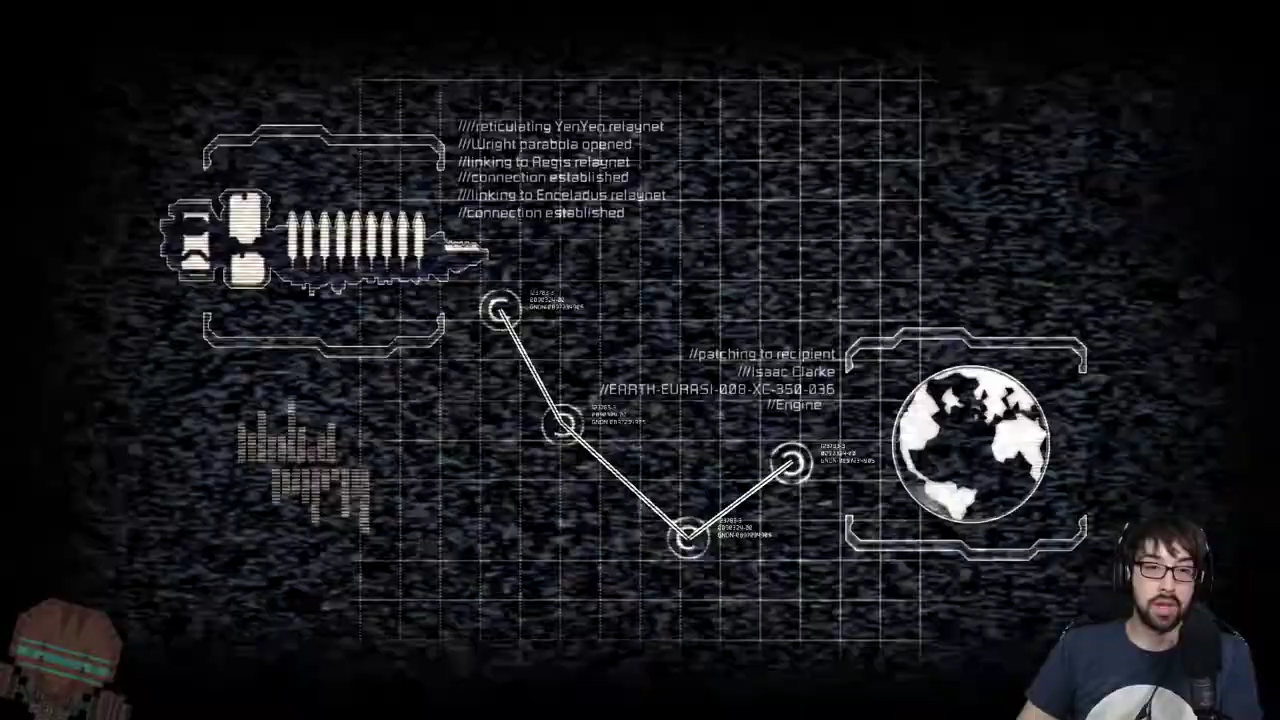 ////reticulating YenYen relaynet
///Wright parabola opened
//linking to Aegis relaynet
///connection established
///linking to Enceladus relaynet
//connection established
//patching to recipient
///Isaac Clarke
//EARTH-EURASI-008-XC-350-036
//Engine